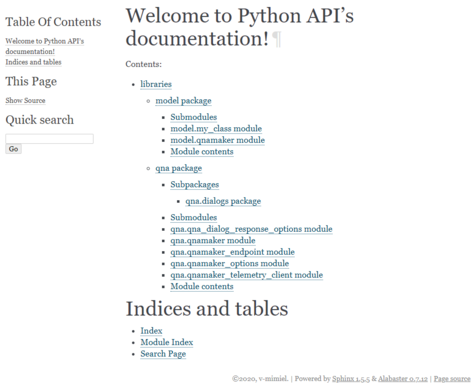 Table Of Contents
Welcome to Python API's
documentation!
Indices and tables
This Page
Show Source
Quick search
Go
Welcome to Python API's
documentation! ¶
Contents:
libraries
model package
Submodules
model.my_class module
model.qnamaker module
Module contents
qna package
Subpackages
qna.dialogs package
Submodules
qna.qna_dialog_response_options module
qna.qnamaker module
qna.qnamaker_endpoint module
qna.qnamaker_options module
qna.qnamaker_telemetry_client module
Module contents
Indices and tables
Index
Module Index
Search Page
©2020, v-mimiel. | Powered by Sphinx 1.5.5 & Alabaster 0.7.12 | Page source